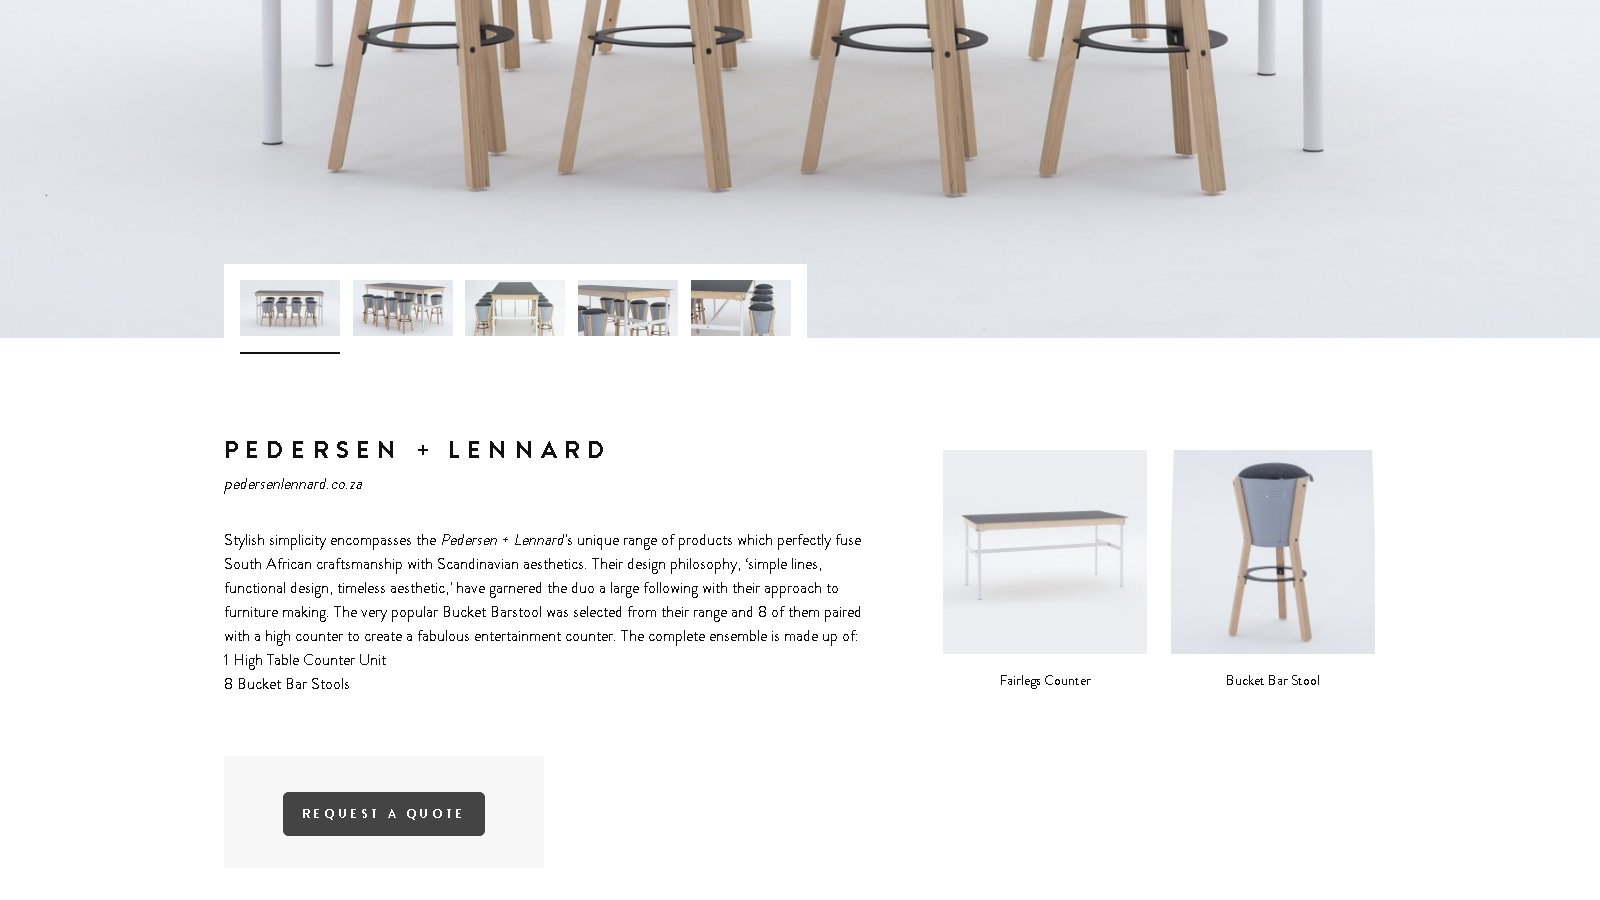 PEDERSEN + LENNARD
pedersenlennard.co.za
Stylish simplicity encompasses the Pedersen + Lennard's unique range of products which perfectly fuse
South African craftsmanship with Scandinavian aesthetics. Their design philosophy, ‘simple lines,
functional design, timeless aesthetic,’ have garnered the duo a large following with their approach to
furniture making. The very popular Bucket Barstool was selected from their range and 8 of them paired
with a high counter to create a fabulous entertainment counter. The complete ensemble is made up of:
1 High Table Counter Unit
8 Bucket Bar Stools
Fairlegs Counter
Bucket Bar Stool
REQUEST A QUOTE